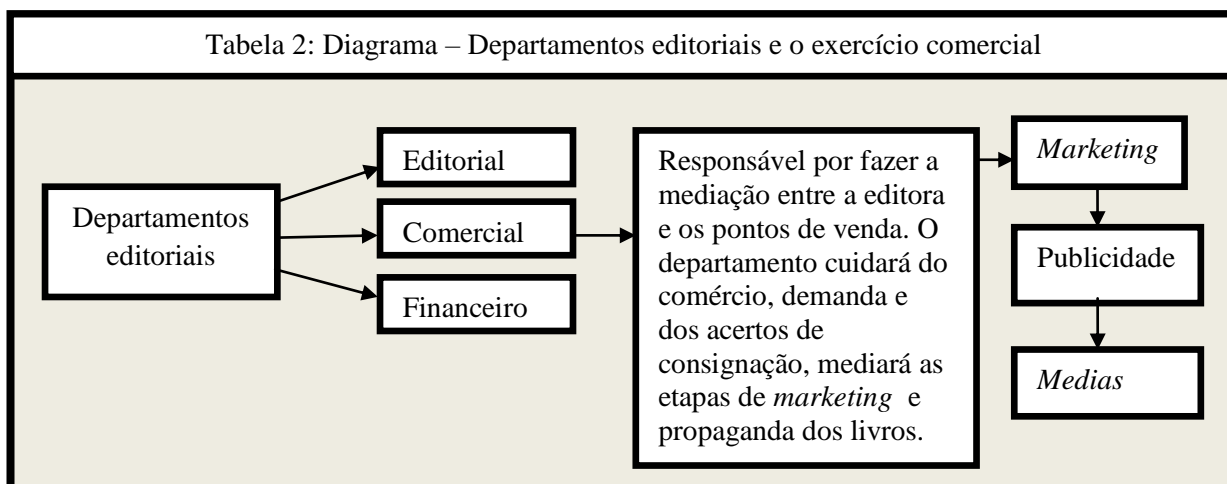 Tabela 2: Diagrama – Departamentos editoriais e o exercício comercial
Departamentos
editoriais
Editorial
Comercial
Financeiro
Responsável por fazer a
mediação entre a editora
e os pontos de venda. O
departamento cuidará do
comércio, demanda e
dos acertos de
consignação, mediará as
etapas de marketing e
propaganda dos livros.
Marketing
Publicidade
Medias